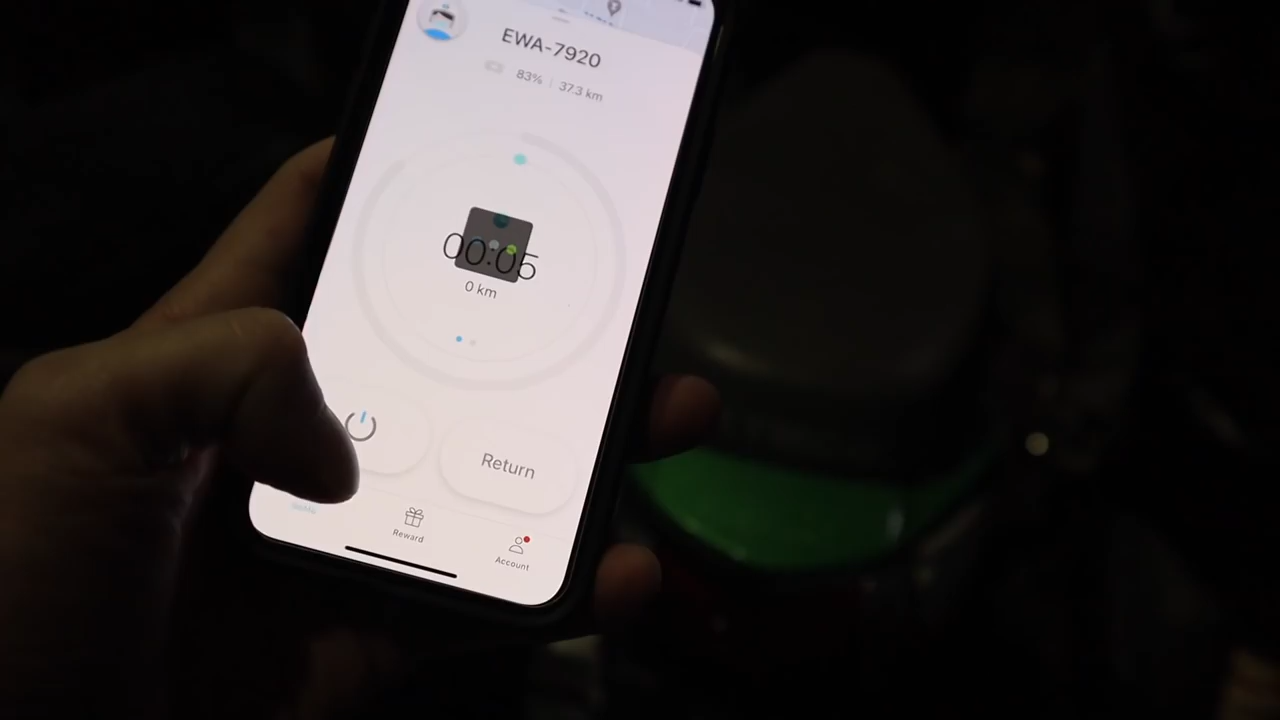 EWA-7920
83% | 37.3 km
00:05
0 km
Return
Reward
Account